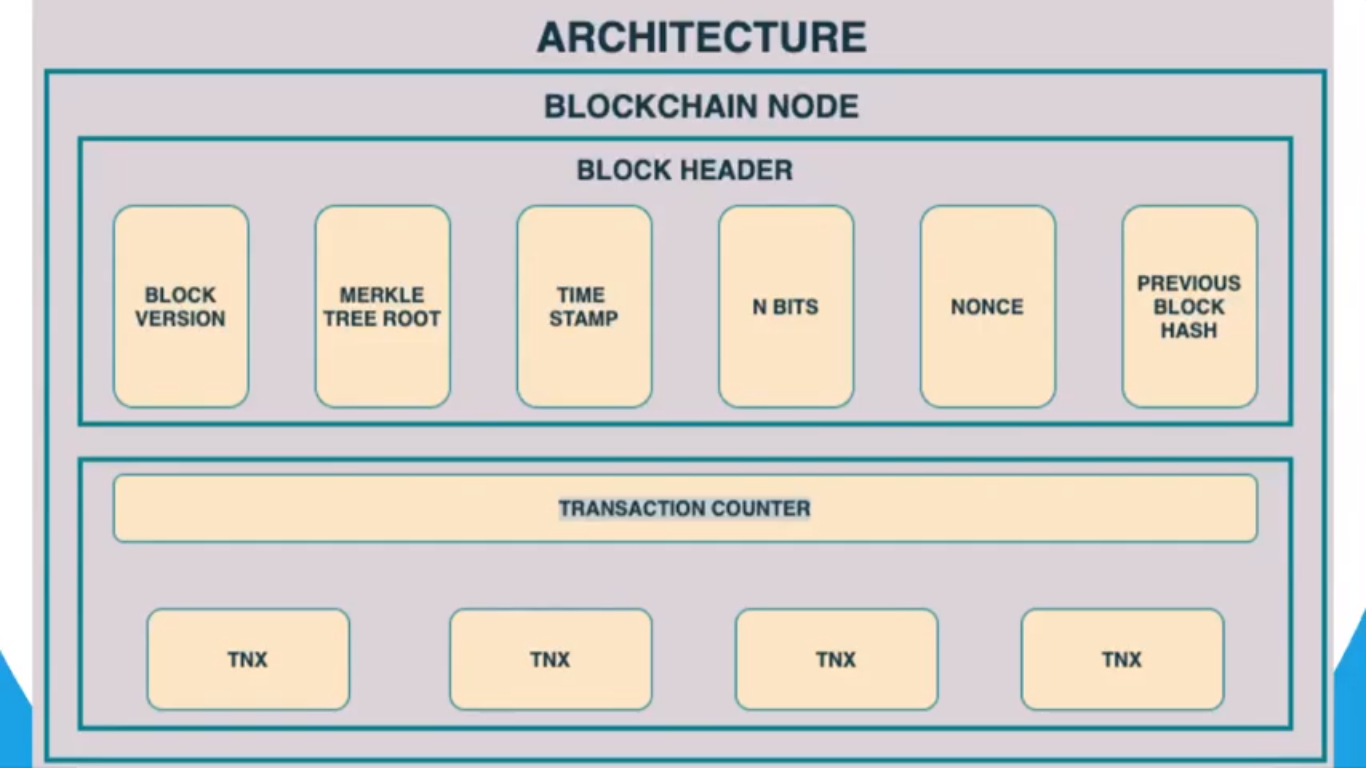 ARCHITECTURE
BLOCKCHAIN NODE
BLOCK HEADER
BLOCK
VERSION
MERKLE
TREE ROOT
TIME
STAMP
N BITS
NONCE
PREVIOUS
BLOCK
HASH
TRANSACTION COUNTER
TNX
TNX
TNX
TNX